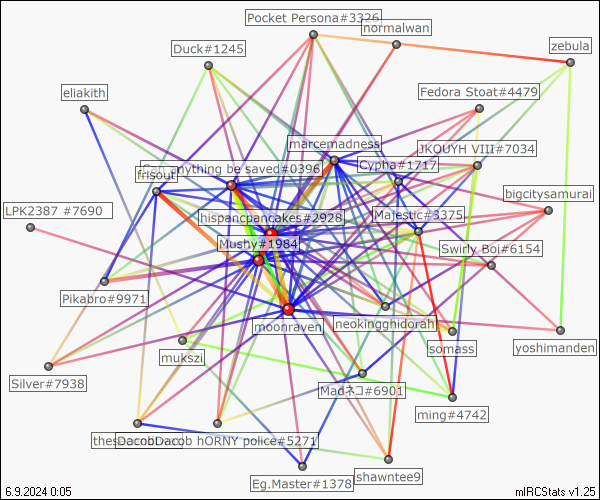 Pocket Persona#3326
normalwan
Duck#1245
zebula
eliakith
Fedora Stoat#4479
marcemadness
JKOUYH VIII#7034
Cypha#1717
nything be saved#0396
frisout
bigcitysamurai
LPK2387 #7690
hispancpancakes#2928
Majestic#3375
Mushy#1984
Swirly Boi#6154
Pikabro#9971
moonraven
neokingghidorah
somass
yoshimanden
mukszi
Silver#7938
Madネコ#6901
ming#4742
hORNY police#5271
shawntee9
Eg.Master#1378
6.9.2024 0:05
mIRCStats v1.25